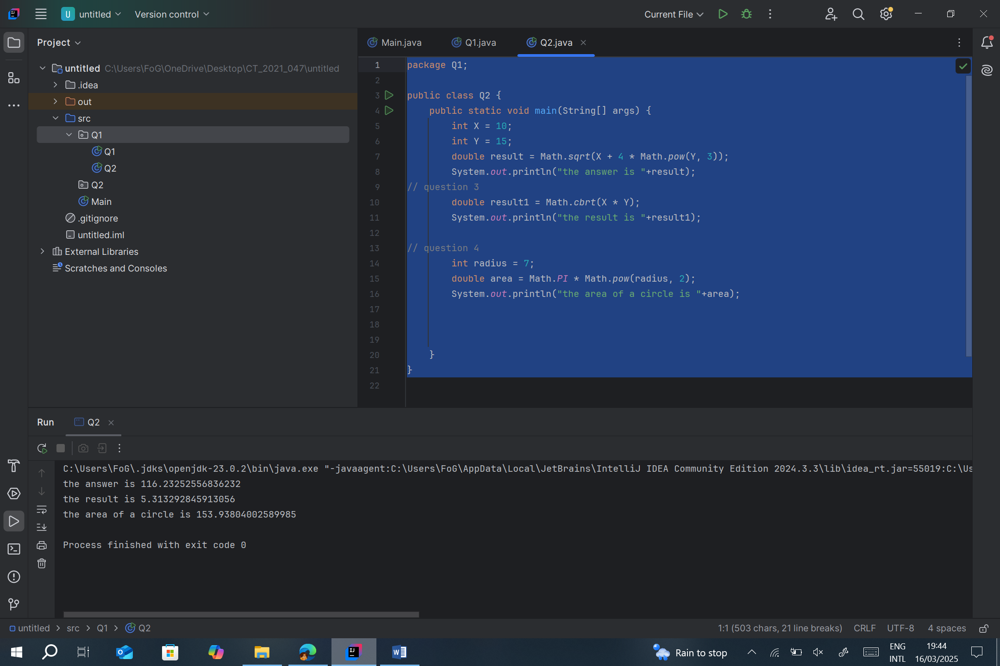 untitled
Version control
Current File
Project
untitled C:\Users\FoG\OneDrive\Desktop\CT_2021_047\untitled
.idea
out
src
Q1
Q1
Q2
Q2
Main
.gitignore
untitled.iml
External Libraries
Scratches and Consoles
Main.java Q1.java Q2.java
1 package Q1;
2
3 public class Q2 {
4 public static void main(String[] args) {
5 int X = 10;
6 int Y = 15;
7 double result = Math.sqrt(X + 4 * Math.pow(Y, 3));
8 System.out.println("the answer is "+result);
9 // question 3
10 double result1 = Math.cbrt(X * Y);
11 System.out.println("the result is "+result1);
12
13 // question 4
14 int radius = 7;
15 double area = Math.PI * Math.pow(radius, 2);
16 System.out.println("the area of a circle is "+area);
17
18
19
20 }
21 }
22
Run Q2
C:\Users\FoG\.jdks\openjdk-23.0.2\bin\java.exe "-javaagent:C:\Users\FoG\AppData\Local\JetBrains\IntelliJ IDEA Community Edition 2024.3.3\lib\idea_rt.jar=55019:C:\Us
the answer is 116.23252556836232
the result is 5.313292845913056
the area of a circle is 153.93804002589985
Process finished with exit code 0
untitled > src > Q1 > Q2
1:1 (503 chars, 21 line breaks) CRLF UTF-8 4 spaces
Rain to stop
ENG
INTL
19:44
16/03/2025